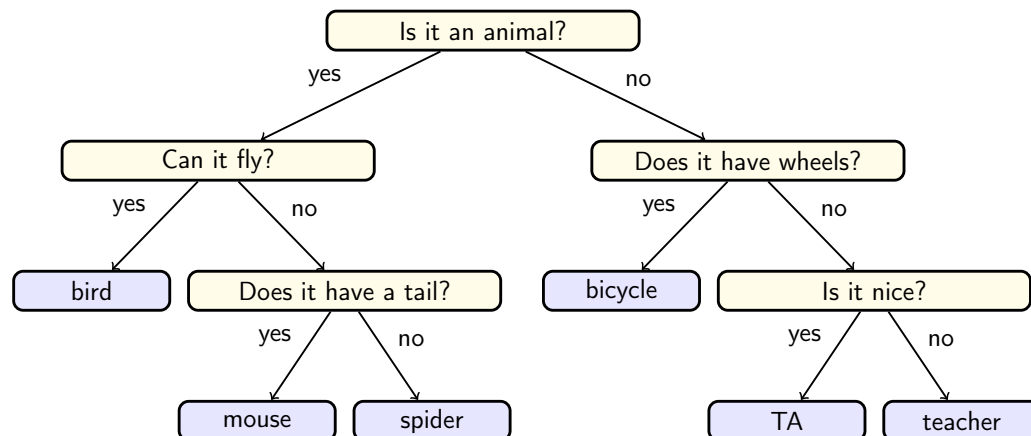 Is it an animal?
yes
no
Can it fly?
Does it have wheels?
yes
no
yes
no
bird
Does it have a tail?
bicycle
Is it nice?
yes
no
yes
no
mouse
spider
TA
teacher